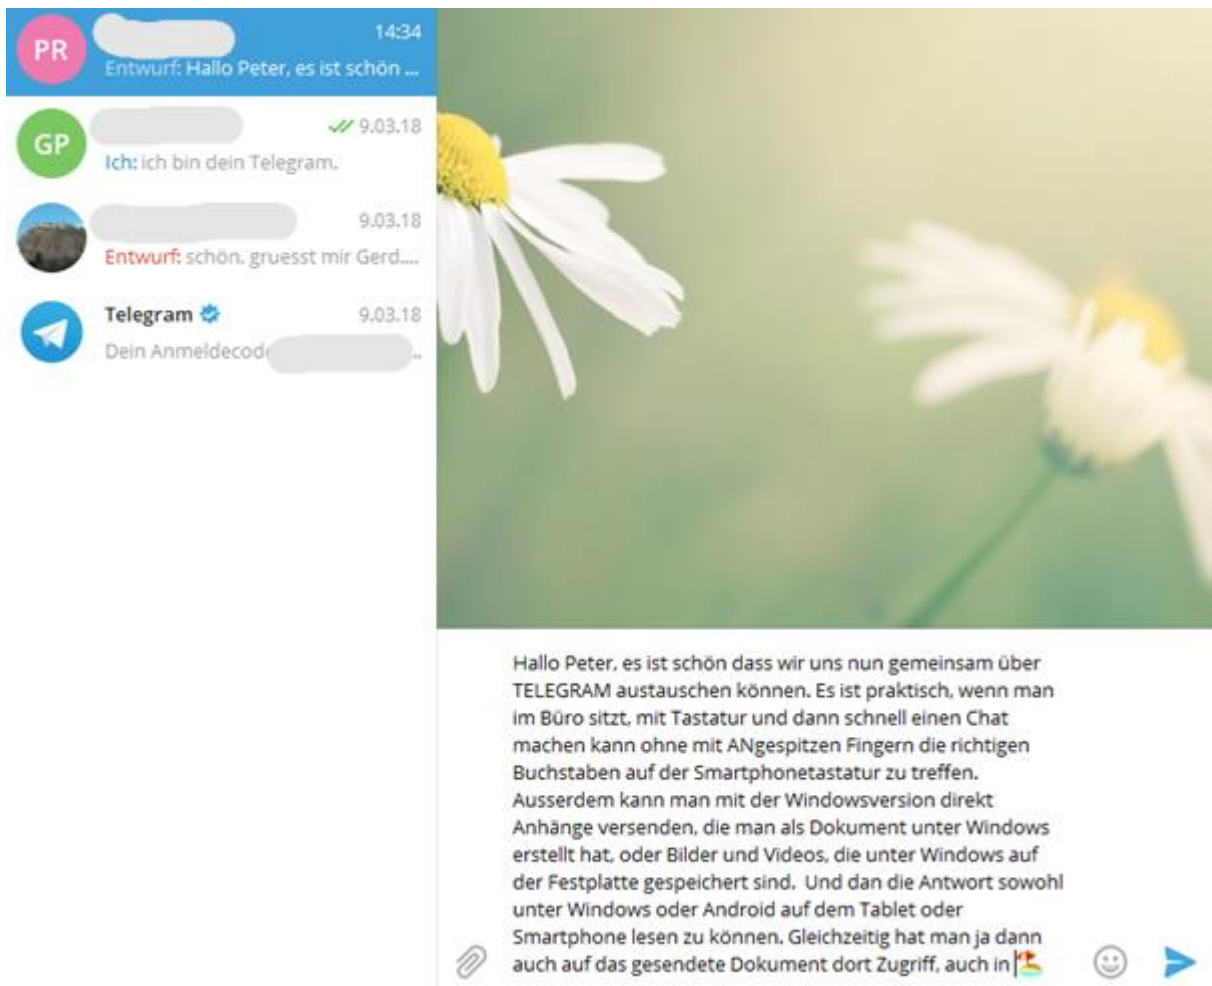 PR
14:34
Entwurf: Hallo Peter, es ist schön ...
GP
9.03.18
Ich: ich bin dein Telegram.
9.03.18
Entwurf: schön. gruesst mir Gerd....
Telegram
9.03.18
Dein Anmeldecode ..
Hallo Peter, es ist schön dass wir uns nun gemeinsam über
TELEGRAM austauschen können. Es ist praktisch, wenn man
im Büro sitzt, mit Tastatur und dann schnell einen Chat
machen kann ohne mit ANgespitzen Fingern die richtigen
Buchstaben auf der Smartphonetastatur zu treffen.
Ausserdem kann man mit der Windowsversion direkt
Anhänge versenden, die man als Dokument unter Windows
erstellt hat, oder Bilder und Videos, die unter Windows auf
der Festplatte gespeichert sind. Und dan die Antwort sowohl
unter Windows oder Android auf dem Tablet oder
Smartphone lesen zu können. Gleichzeitig hat man ja dann
auch auf das gesendete Dokument dort Zugriff, auch in